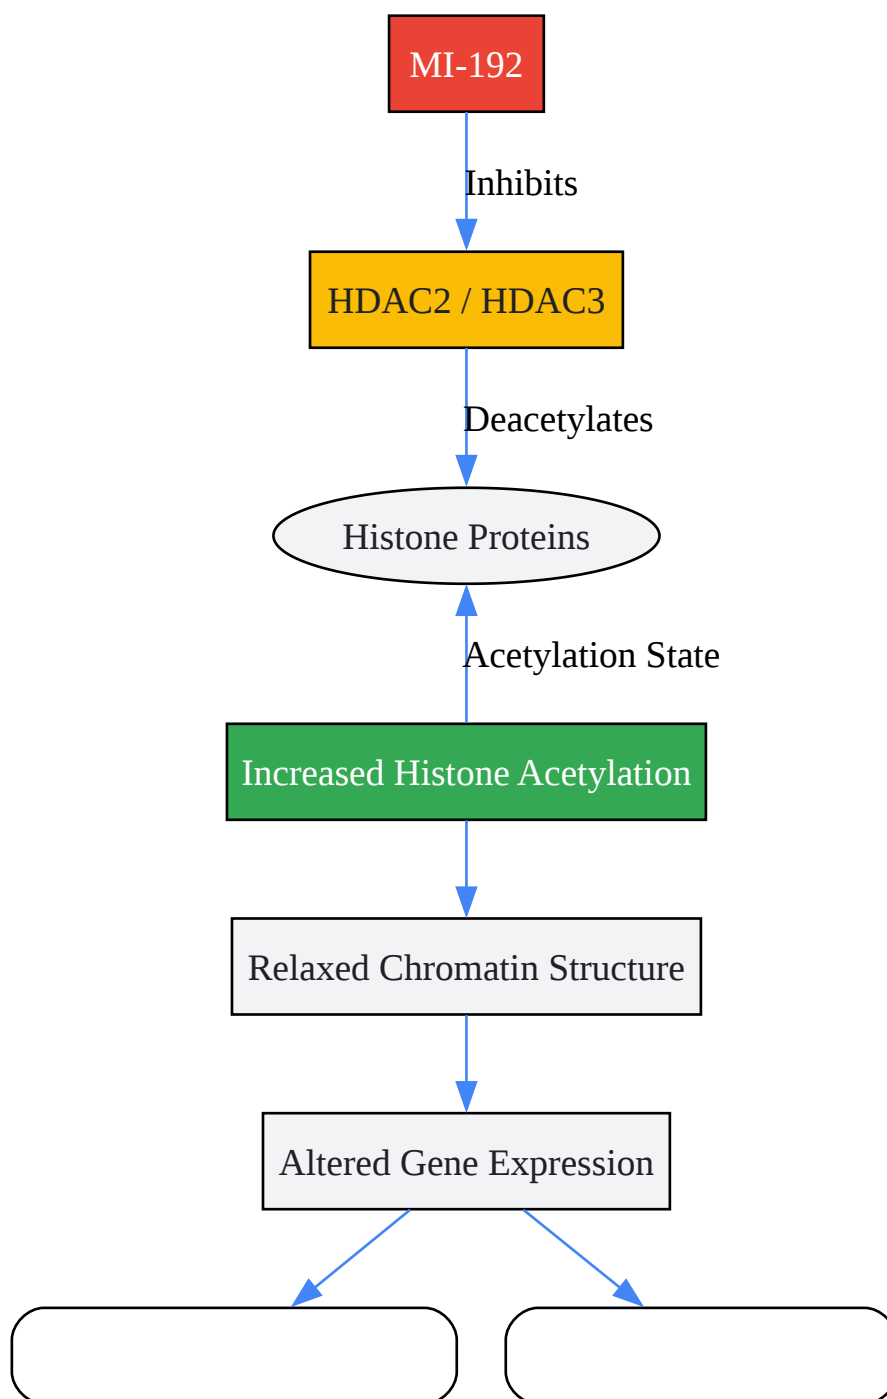 MI-192
Inhibits
HDAC2 / HDAC3
Deacetylates
Histone Proteins
Acetylation State
Increased Histone Acetylation
Relaxed Chromatin Structure
Altered Gene Expression